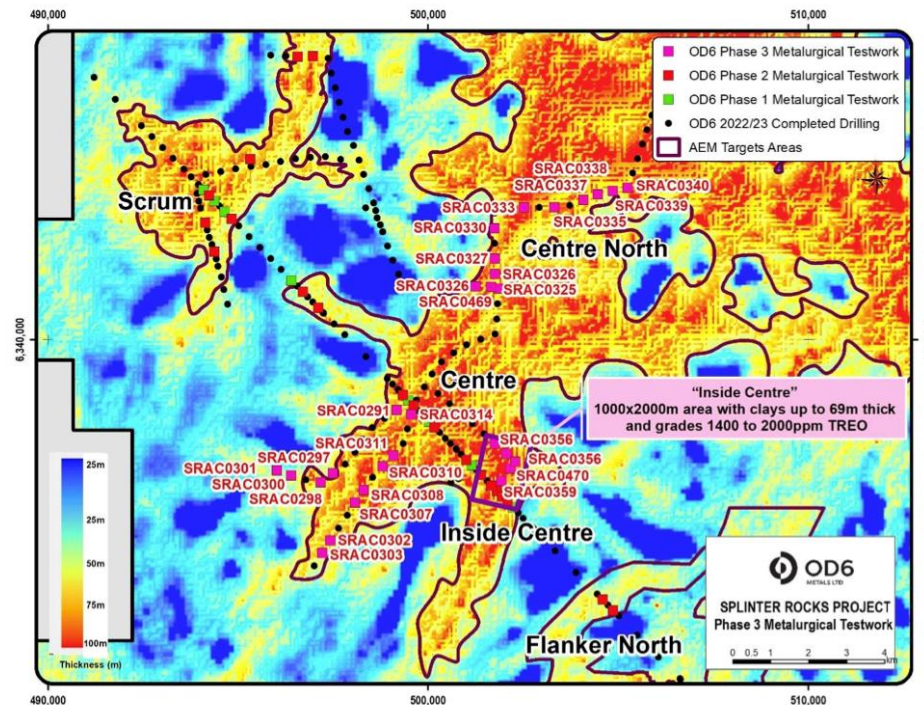 490,000
500,000
510,000
OD6 Phase 3 Metalurgical Testwork
OD6 Phase 2 Metalurgical Testwork
OD6 Phase 1 Metalurgical Testwork
OD6 2022/23 Completed Drilling
AEM Targets Areas
Scrum
SRAC0338
SRAC0337
SRAC0340
SRAC0333
SRAC0339
SRAC0335
SRAC0330
Centre North
SRAC0327
SRAC0326
SRAC0326
SRAC0325
SRAC0469
6,340,000
6,340,000
Centre
"Inside Centre"
1000x2000m area with clays up to 69m thick
and grades 1400 to 2000ppm TREO
SRAC0291
SRAC0314
SRAC0311
SRAC0356
SRAC0297
SRAC0356
SRAC0301
SRAC0310
SRAC0470
SRAC0300
SRAC0359
SRAC0298
SRAC0308
SRAC0307
Inside Centre
SRAC0302
SRAC0303
25m
25m
50m
75m
100m
Thickness (m)
Flanker North
OD6
METALS LTD
SPLINTER ROCKS PROJECT
Phase 3 Metalurgical Testwork
0 0.5 1 2 3 4
km
490,000
500,000
510,000